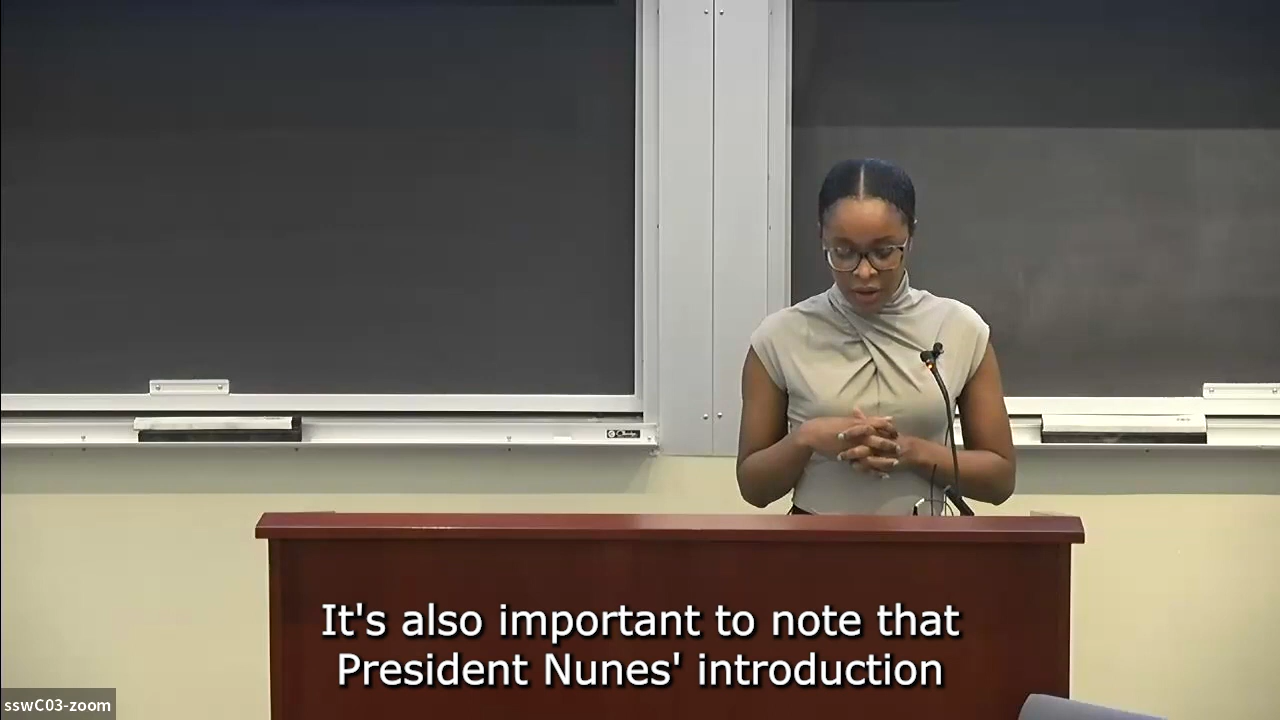 It's also important to note that
President Nunes' introduction
sswC03-zoom